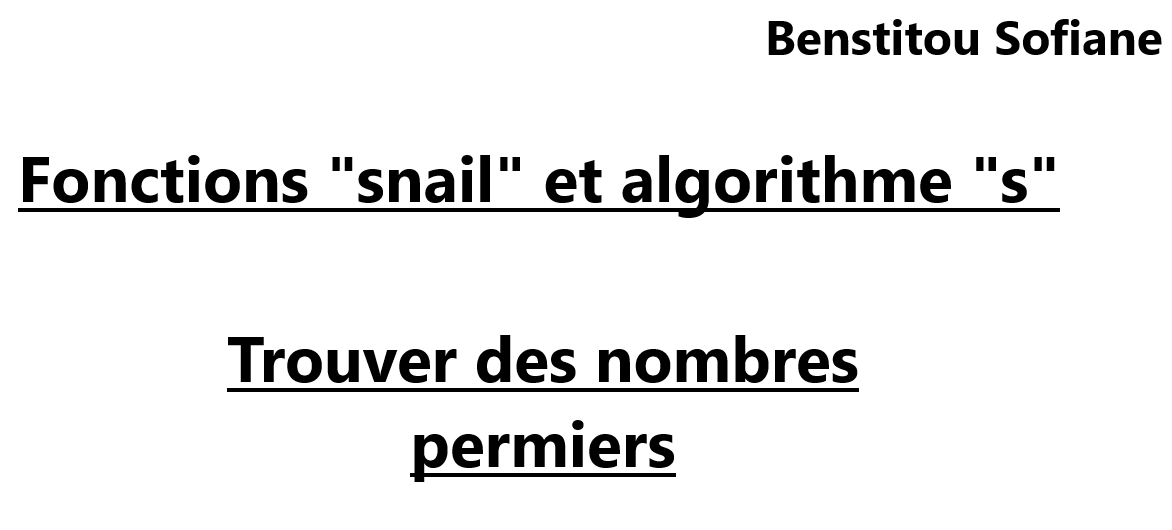 Benstitou Sofiane
Fonctions "snail" et algorithme "s"
Trouver des nombres
permiers